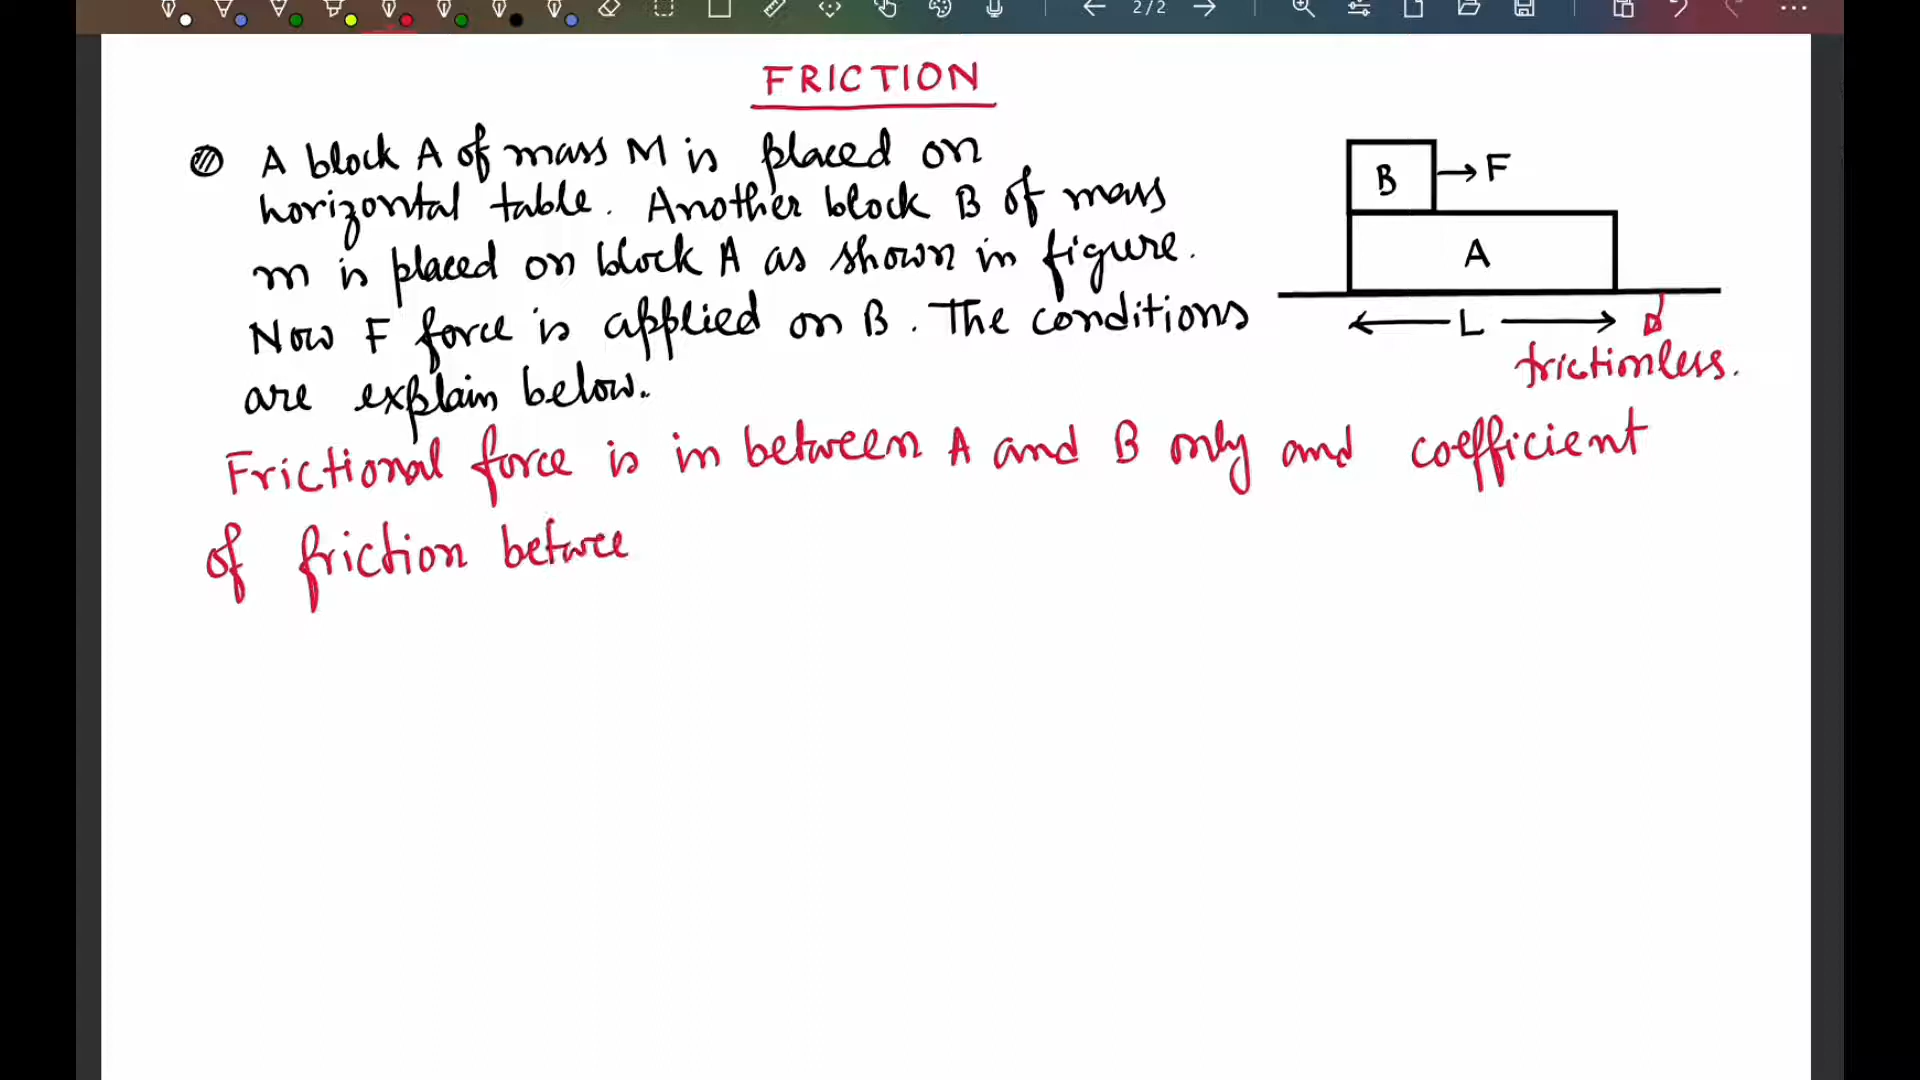 2/2
FRICTION
A block A of mass M is placed on
horizontal table. Another block B of mass
m is placed on block A as shown in figure.
Now F force is applied on B. The conditions
are explain below.
B → F
A
L
frictionless.
Frictional force is in between A and B only and coefficient
of friction betwee